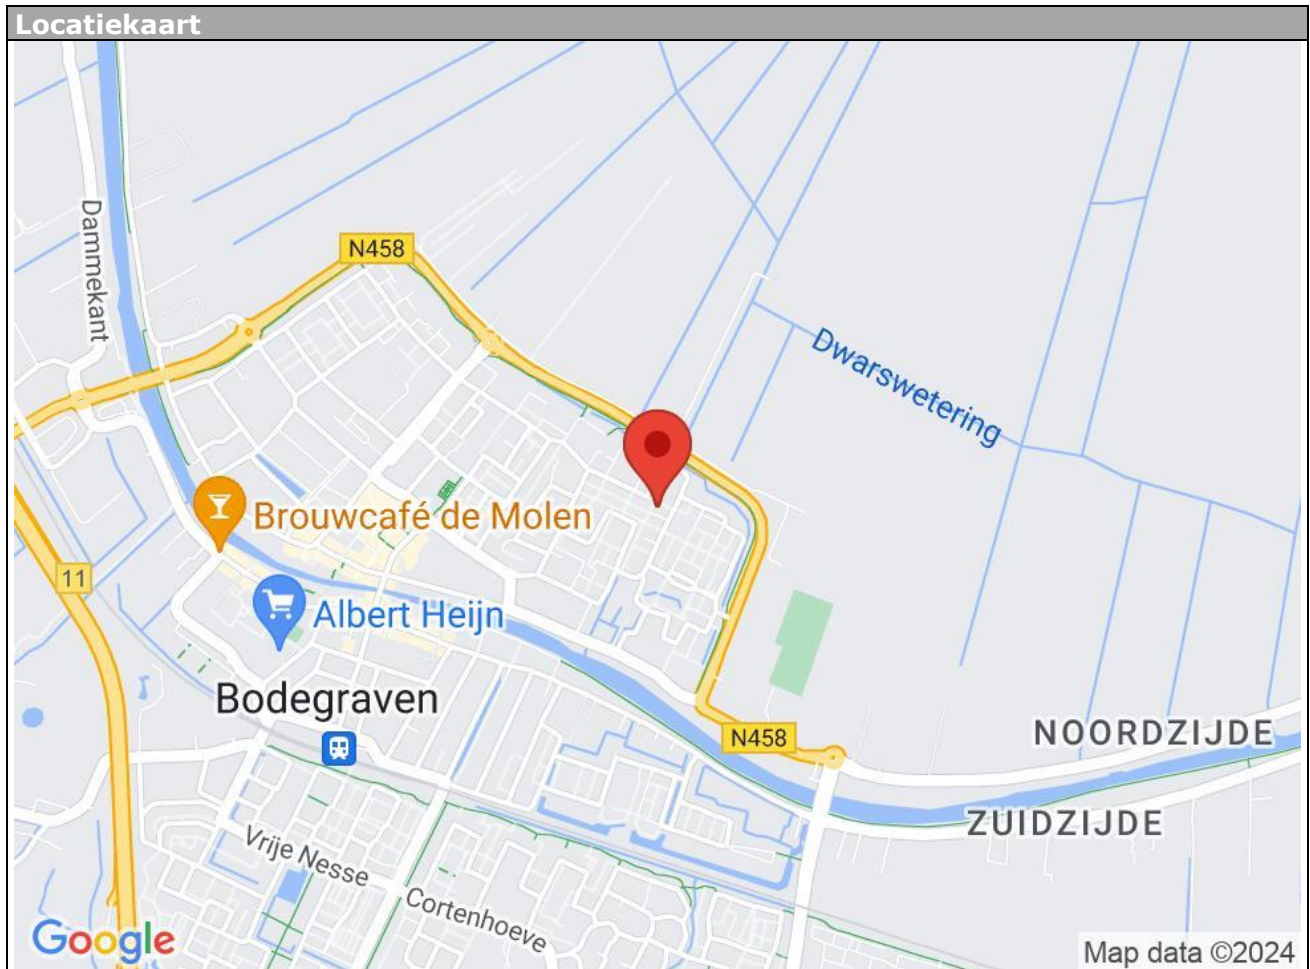 Locatiekaart
Dammekant
N458
Dwarswetering
Brouwcafé de Molen
11
Albert Heijn
Bodegraven
N458
NOORDZIJDE
ZUIDZIJDE
Vrije Nesse
Cortenhoeve
Google
Map data ©2024